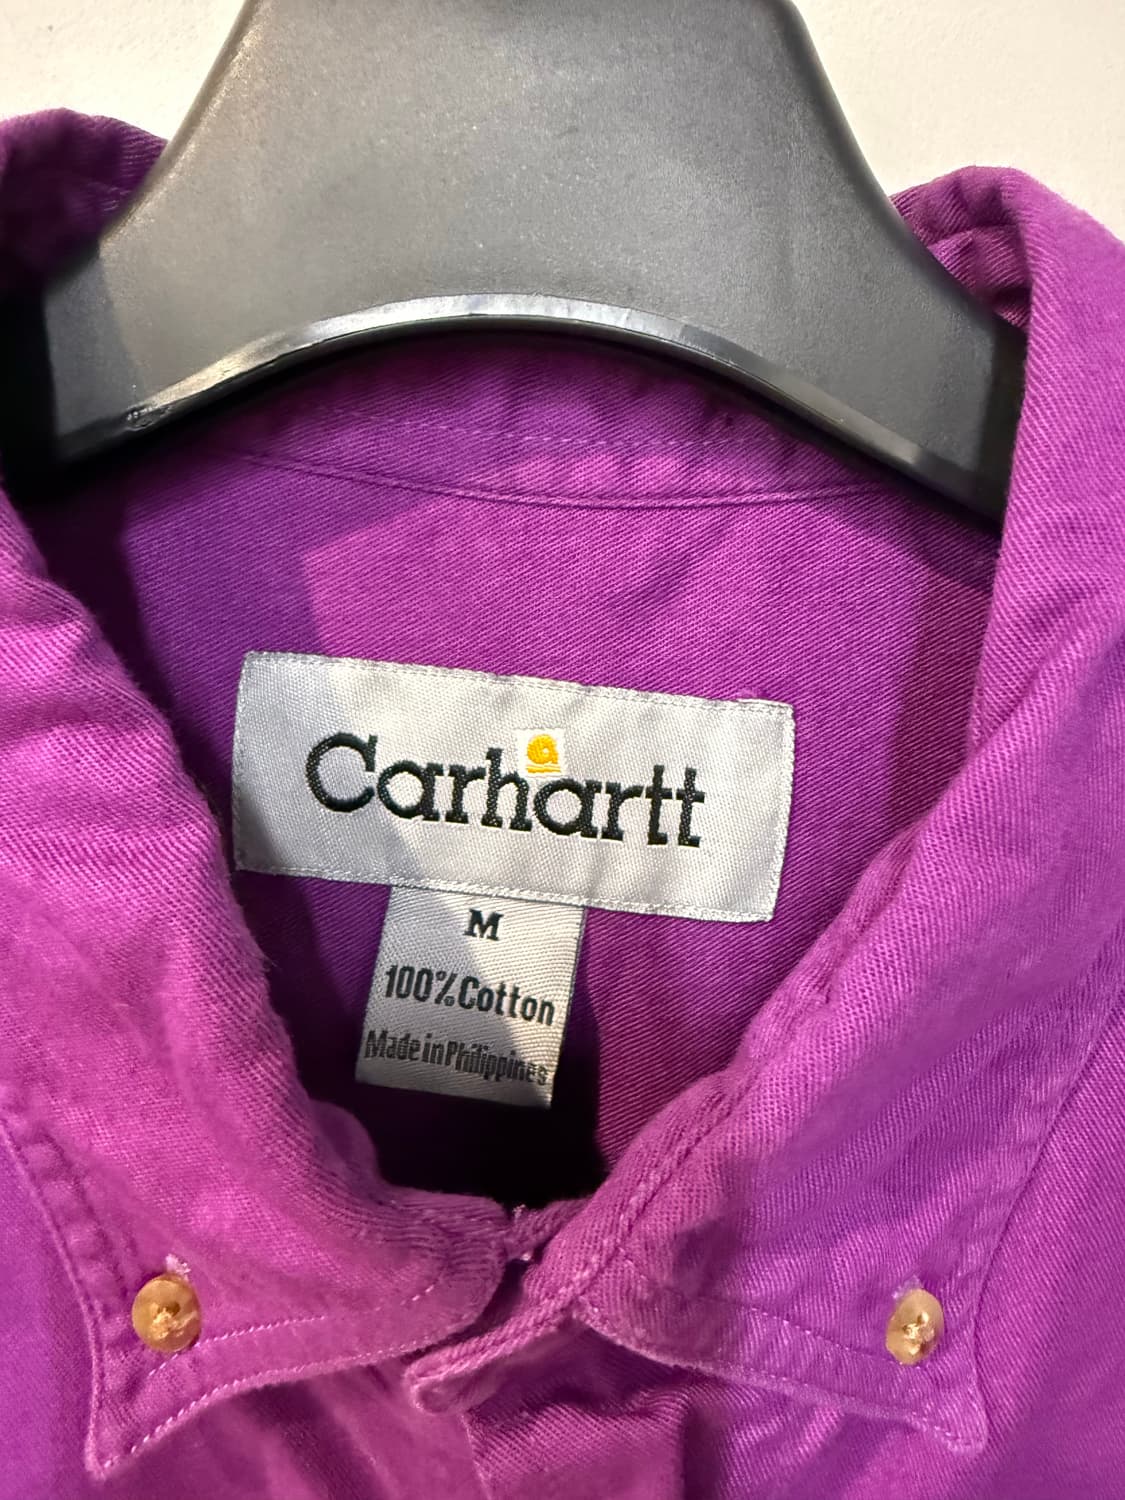 Carhartt
M
100% Cotton
Made in Philippines